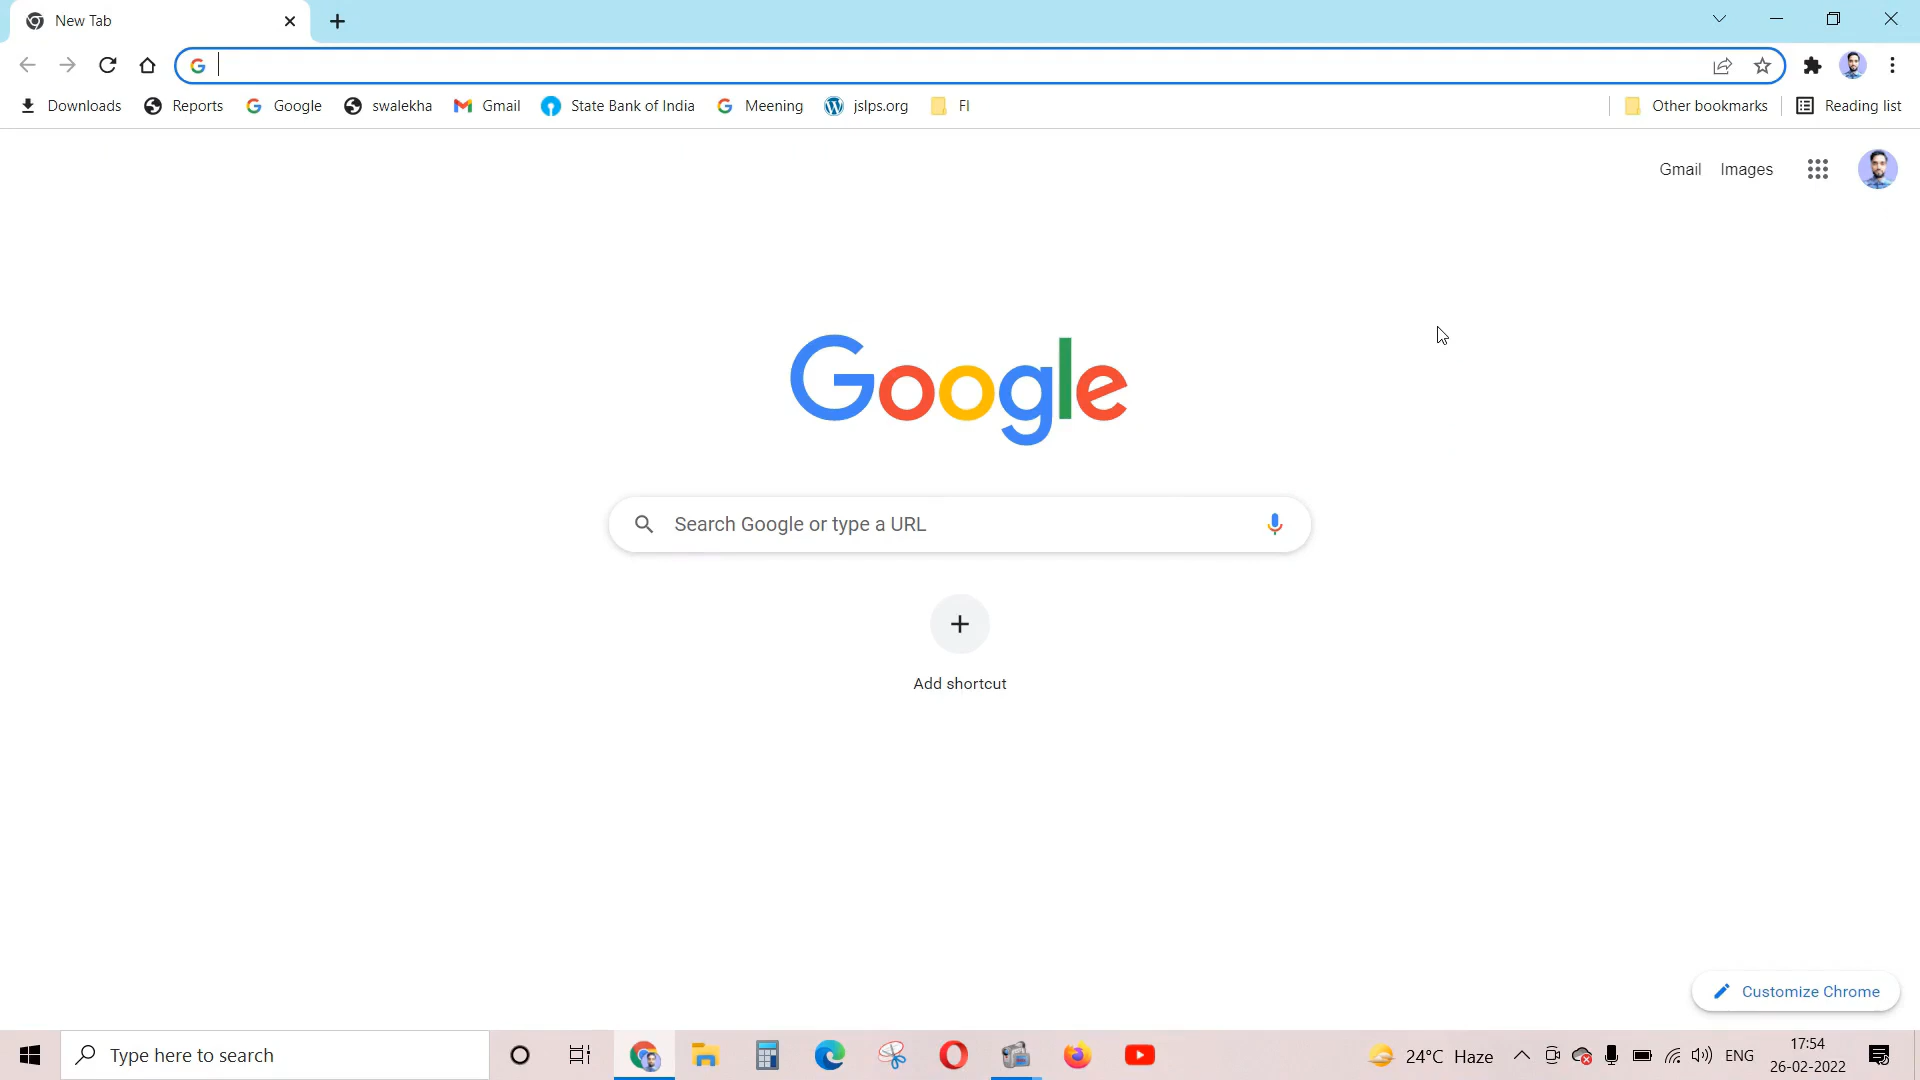 New Tab
Downloads Reports Google swalekha Gmail State Bank of India Meening jslps.org FI Other bookmarks Reading list
Gmail Images
Google
Search Google or type a URL
Add shortcut
Customize Chrome
Type here to search 24°C Haze ENG 17:54
26-02-2022